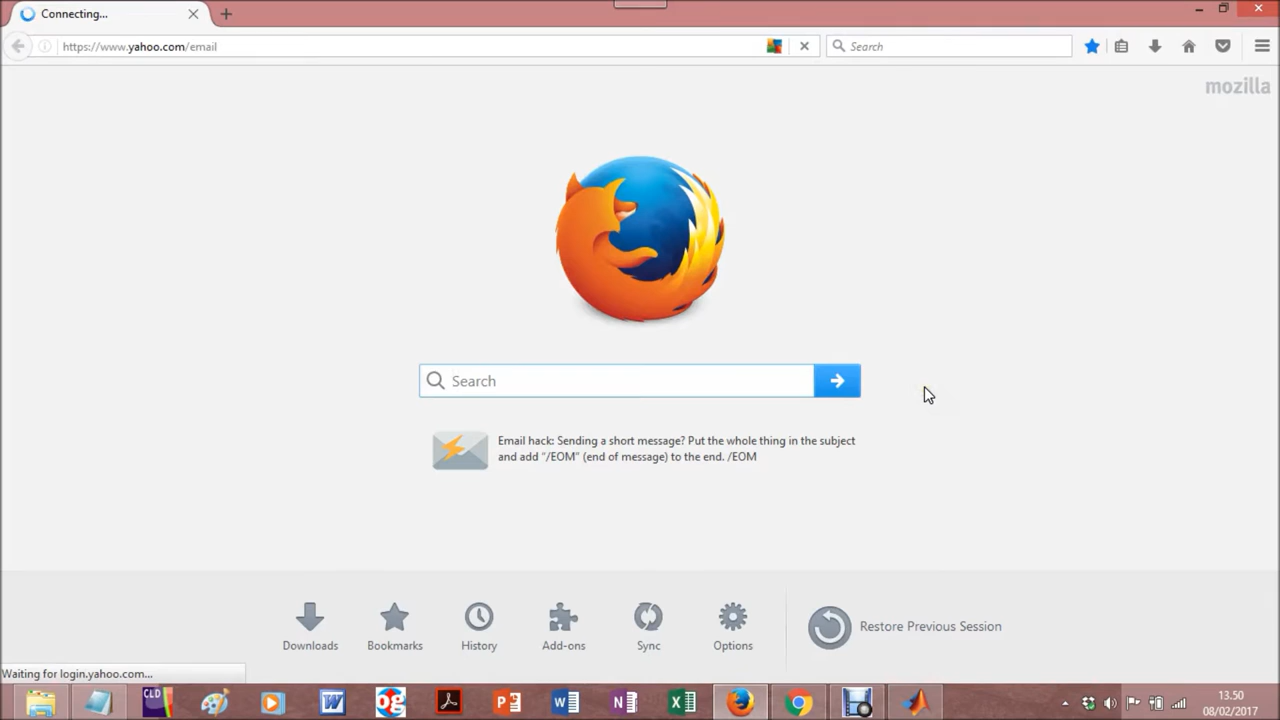 Connecting...
https://www.yahoo.com/email
Search
mozilla
Search
Email hack: Sending a short message? Put the whole thing in the subject
and add "/EOM" (end of message) to the end. /EOM
Downloads
Bookmarks
History
Add-ons
Sync
Options
Restore Previous Session
Waiting for login.yahoo.com...
CLD
og
13.50
08/02/2017